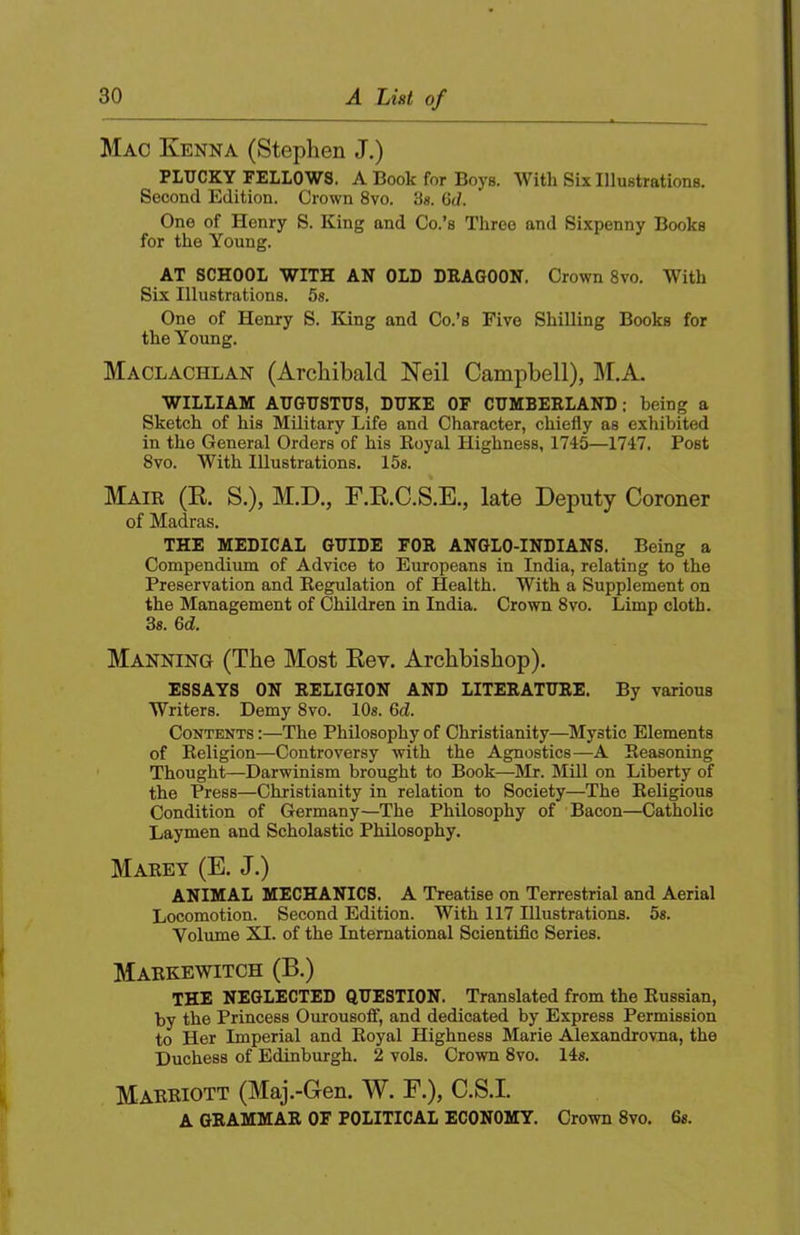 30 A List of
MAC KENNA (Stephen J.)
PLUCKY FELLOWS. A Book for Boys. With Six Illustrations.
Second Edition. Crown 8vo. 3s. 6d.
One of Henry S. King and Co.'s Three and Sixpenny Books
for the Young.
AT SCHOOL WITH AN OLD DRAGOON. Crown 8vo. With
Six Illustrations. 5s.
One of Henry S. King and Co.'s Five Shilling Books for
the Young.
MACLACHLAN (Archibald Neil Campbell), M.A.
WILLIAM AUGUSTUS, DUKE OF CUMBERLAND; being a
Sketch of his Military Life and Character, chiefly as exhibited
in the General Orders of his Royal Highness, 1745—1747. Post
8vo. With Illustrations. 15s.
MAIR (R. S.), M.D., F.R.C.S.E., late Deputy Coroner
of Madras.
THE MEDICAL GUIDE FOR ANGLO-INDIANS. Being a
Compendium of Advice to Europeans in India, relating to the
Preservation and Regulation of Health. With a Supplement on
the Management of Children in India. Crown 8vo. Limp cloth.
3s. 6d.
MANNING (The Most Rev. Archbishop).
ESSAYS ON RELIGION AND LITERATURE. By various
Writers. Demy 8vo. 10s. 6d.
CONTENTS:—The Philosophy of Christianity—Mystic Elements
of Religion—Controversy with the Agnostics—A Reasoning
Thought—Darwinism brought to Book—Mr. Mill on Liberty of
the Press—Christianity in relation to Society—The Religious
Condition of Germany—The Philosophy of Bacon—Catholic
Laymen and Scholastic Philosophy.
MAREY (E. J.)
ANIMAL MECHANICS. A Treatise on Terrestrial and Aerial
Locomotion. Second Edition. With 117 Illustrations. 5s.
Volume XI. of the International Scientific Series.
MARKEWITCH (B.)
THE NEGLECTED QUESTION. Translated from the Russian,
by the Princess Ourousoff, and dedicated by Express Permission
to Her Imperial and Royal Highness Marie Alexandrovna, the
Duchess of Edinburgh. 2 vols. Crown 8vo. 14s.
MARRIOTT (Maj.-Gen. W. F.), C.S.I.
A GRAMMAR OF POLITICAL ECONOMY. Crown 8vo. 6s.